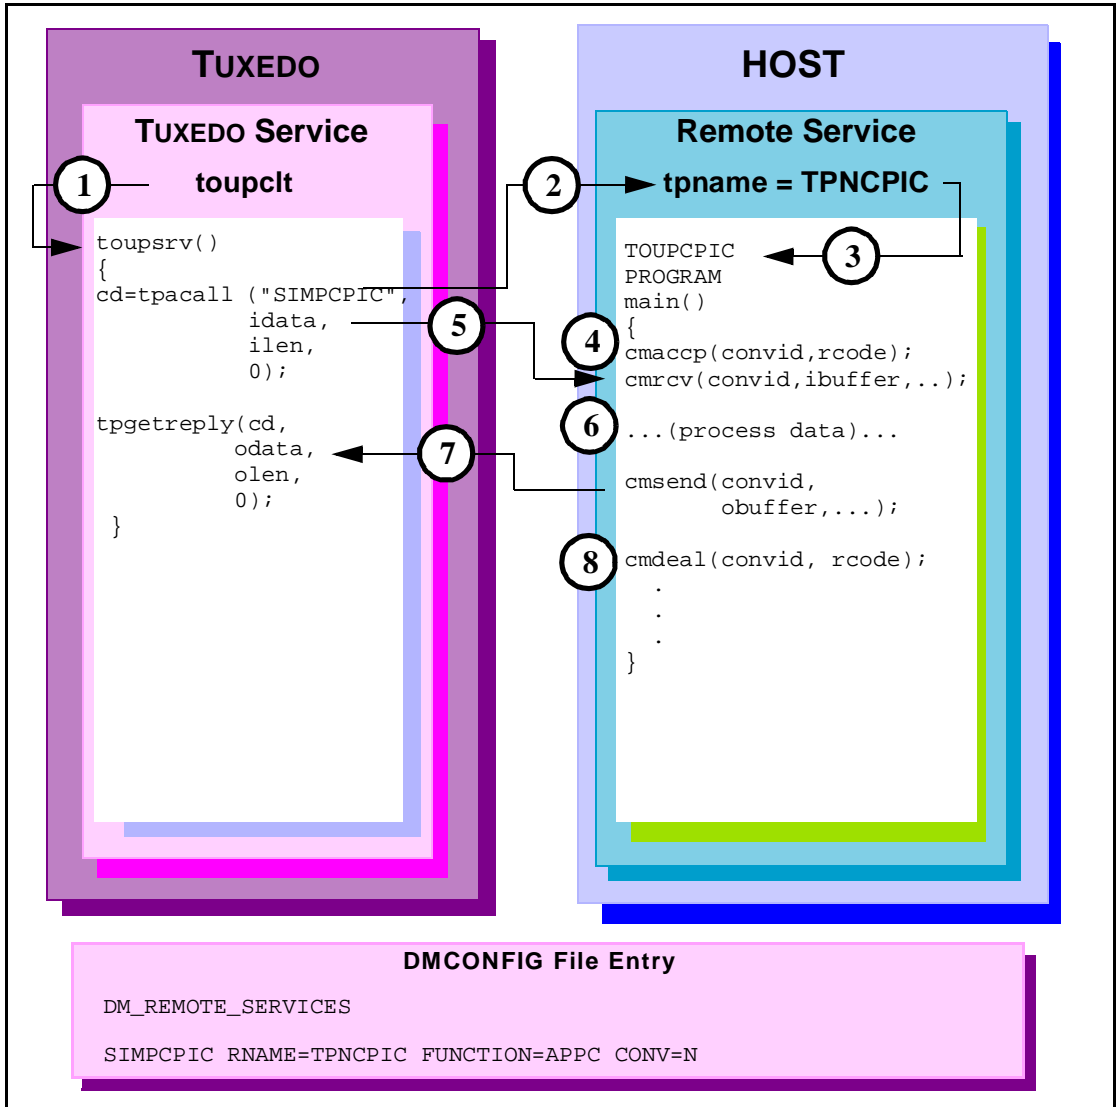 TUXEDO
TUXEDO Service
toupclt
1
toupsrv()
{
cd=tpacall ("SIMPCPIC",
idata,
ilen,
0);
tpgetreply(cd,
odata,
olen,
0);
}
2
5
7
HOST
Remote Service
tpname = TPNCPIC
3
TOUPCPIC
PROGRAM
main()
{
4
cmaccp(convid,rcode);
cmrcv(convid,ibuffer,..);
6
...(process data)...
cmsend(convid,
obuffer,...);
8
cmdeal(convid, rcode);
.
.
.
}
DMCONFIG File Entry
DM_REMOTE_SERVICES
SIMPCPIC RNAME=TPNCPIC FUNCTION=APPC CONV=N